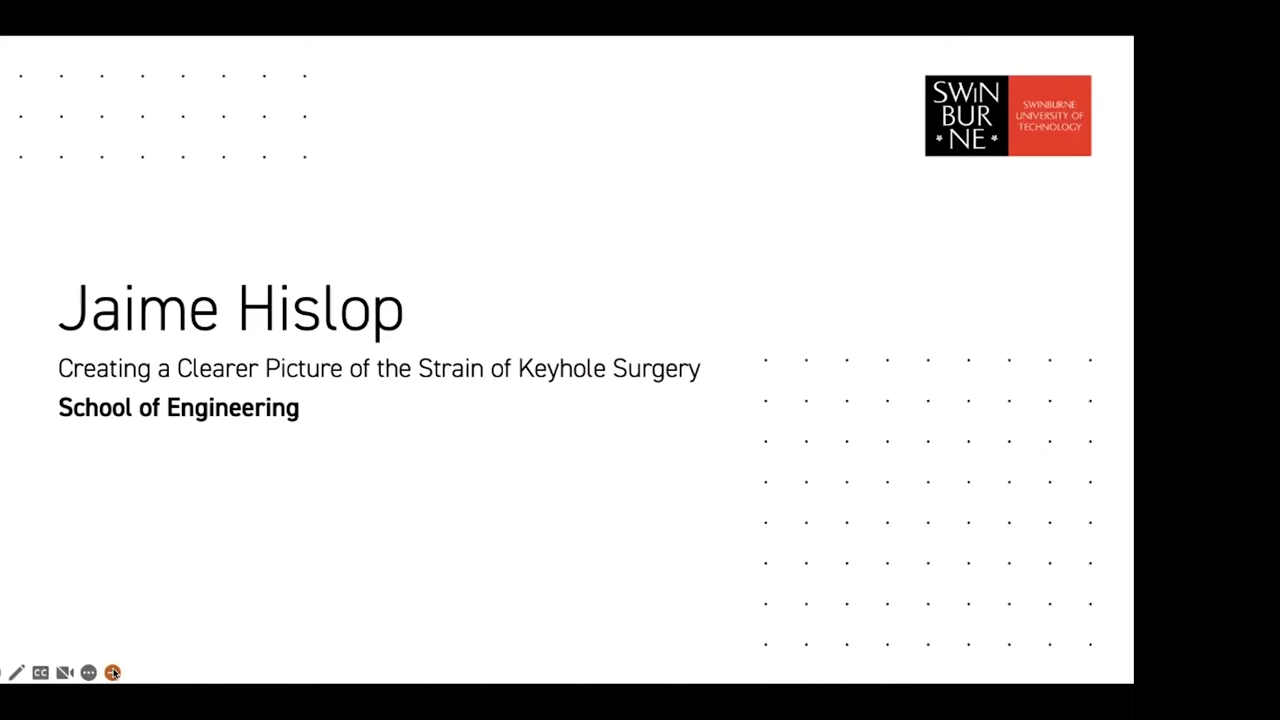 SWIN
BUR
NE
SWINBURNE
UNIVERSITY OF
TECHNOLOGY
Jaime Hislop
Creating a Clearer Picture of the Strain of Keyhole Surgery
School of Engineering
CC